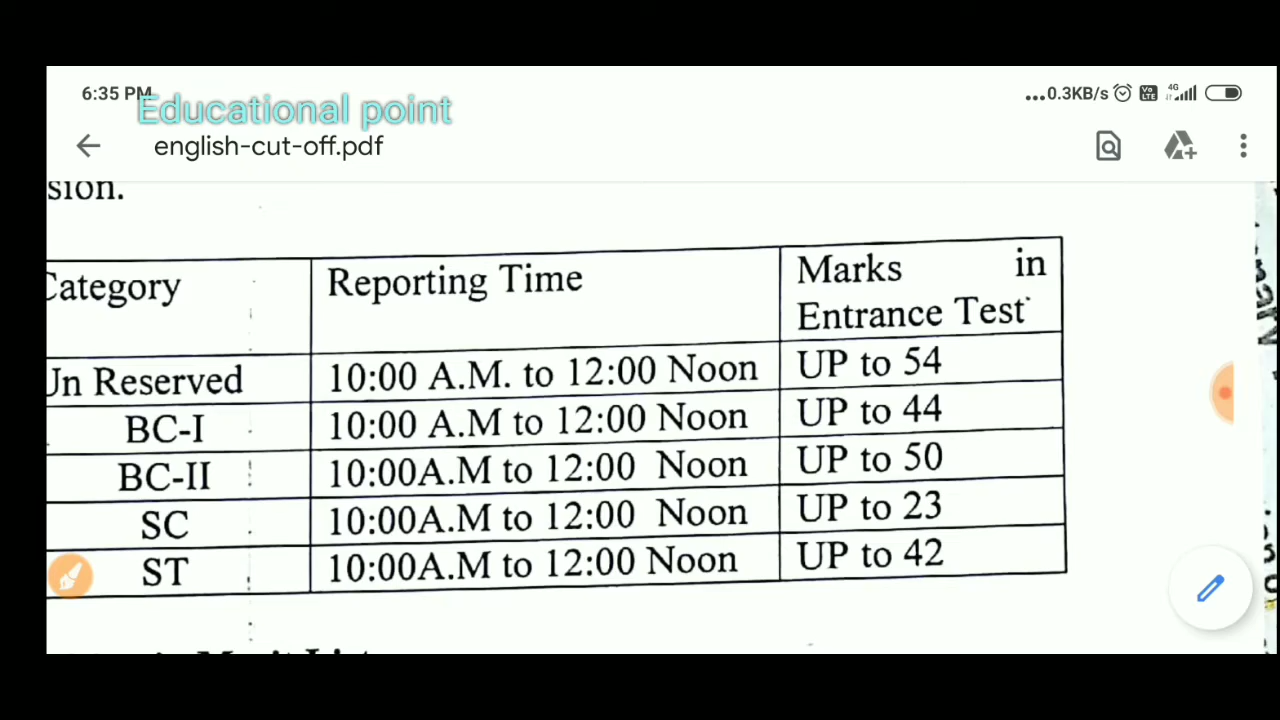 6:35 PM
...0.3KB/s Vo LTE 4G
Educational point
english-cut-off.pdf
sion.
Category Reporting Time Marks in
Entrance Test
Un Reserved 10:00 A.M. to 12:00 Noon UP to 54
BC-I 10:00 A.M to 12:00 Noon UP to 44
BC-II 10:00A.M to 12:00 Noon UP to 50
SC 10:00A.M to 12:00 Noon UP to 23
ST 10:00A.M to 12:00 Noon UP to 42